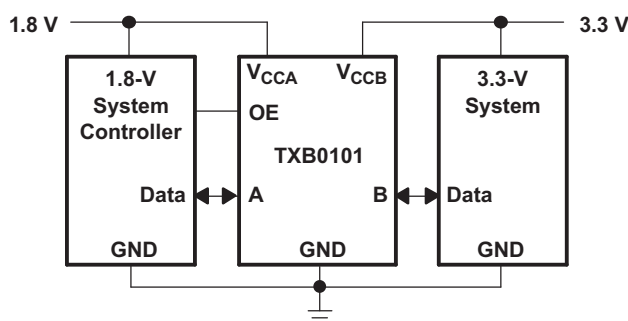 1.8 V
3.3 V
1.8-V
System
Controller
VCCA
VCCB
OE
TXB0101
3.3-V
System
Data
A
B
Data
GND
GND
GND